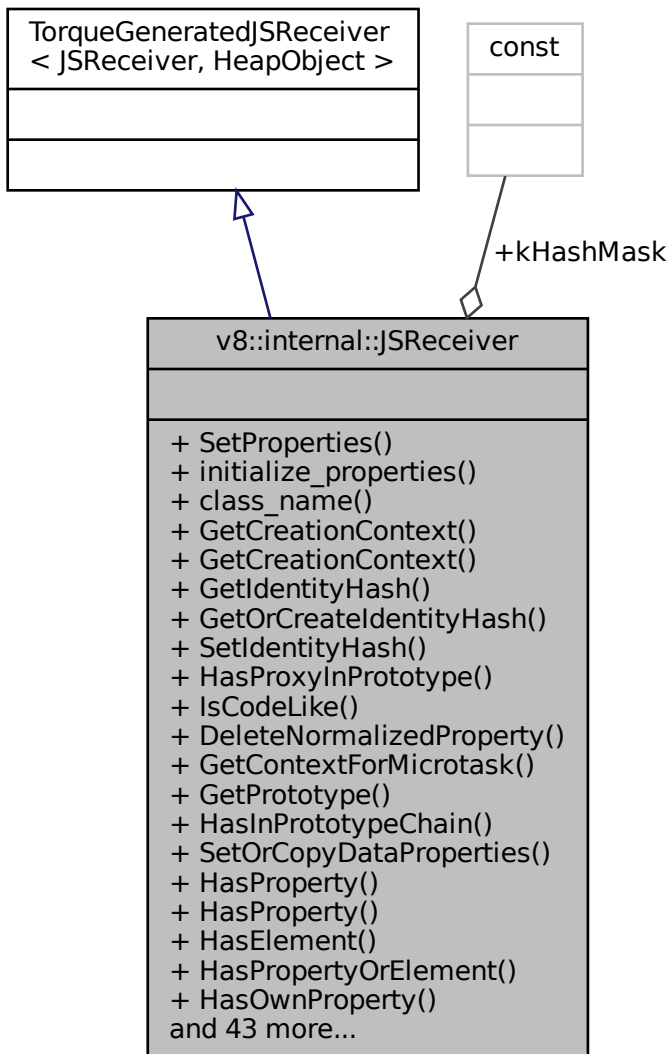 TorqueGeneratedJSReceiver
< JSReceiver, HeapObject >
const
+kHashMask
v8::internal::JSReceiver
+ SetProperties()
+ initialize_properties()
+ class_name()
+ GetCreationContext()
+ GetCreationContext()
+ GetIdentityHash()
+ GetOrCreateIdentityHash()
+ SetIdentityHash()
+ HasProxyInPrototype()
+ IsCodeLike()
+ DeleteNormalizedProperty()
+ GetContextForMicrotask()
+ GetPrototype()
+ HasInPrototypeChain()
+ SetOrCopyDataProperties()
+ HasProperty()
+ HasProperty()
+ HasElement()
+ HasPropertyOrElement()
+ HasOwnProperty()
and 43 more...